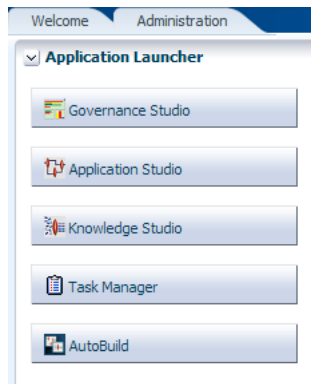 Welcome Administration
Application Launcher
Governance Studio
Application Studio
Knowledge Studio
Task Manager
AutoBuild